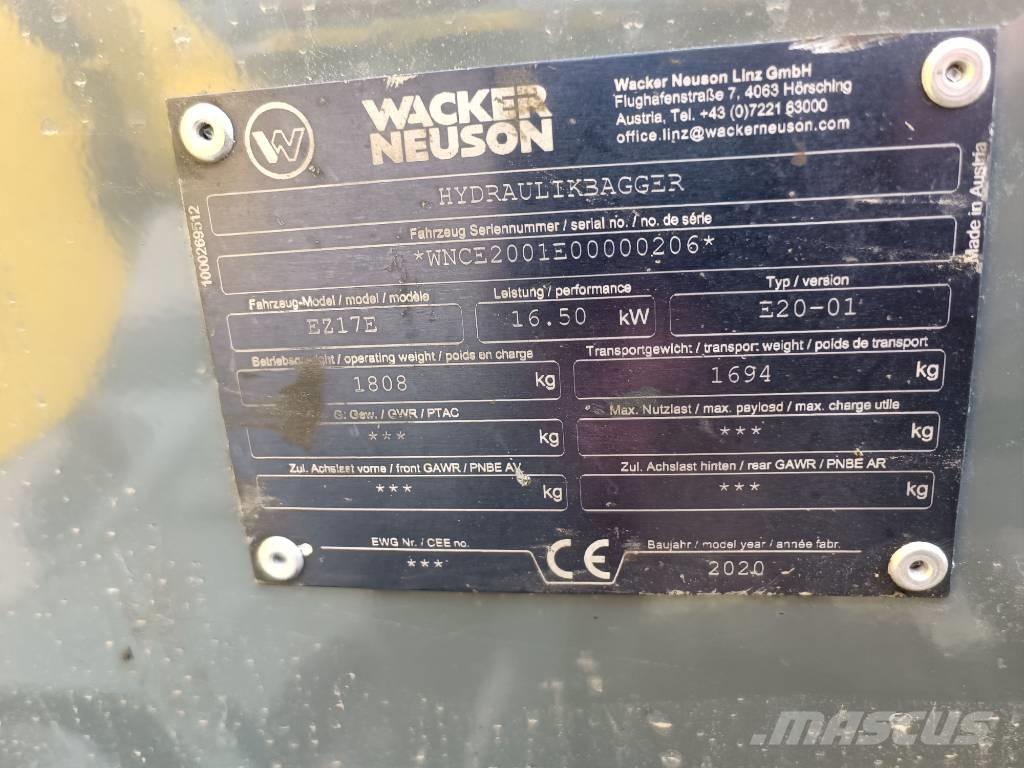 W
WACKER
NEUSON
Wacker Neuson Linz GmbH
Flughafenstraße 7, 4063 Hörsching
Austria, Tel. +43 (0)7221 63000
office.linz@wackerneuson.com
HYDRAULIKBAGGER
Fahrzeug Seriennummer / serial no. / no. de série
*WNCE2001E00000206*
Fahrzeug-Model / model / modèle
Leistung / performance
Typ / version
EZ17E
16.50 kW
E20-01
Betriebsgewicht / operating weight / poids en charge
Transportgewicht / transport weight / poids de transport
1808 kg
1694 kg
G. Gew. / GWR / PTAC
Max. Nutzlast / max. payload / max. charge utile
*** kg
*** kg
Zul. Achslast vorne / front GAWR / PNBE AV
Zul. Achslast hinten / rear GAWR / PNBE AR
*** kg
*** kg
EWG Nr. / CEE no.
***
CE
Baujahr / model year / année fabr.
2020
1000269512
Made in Austria
MASCUS